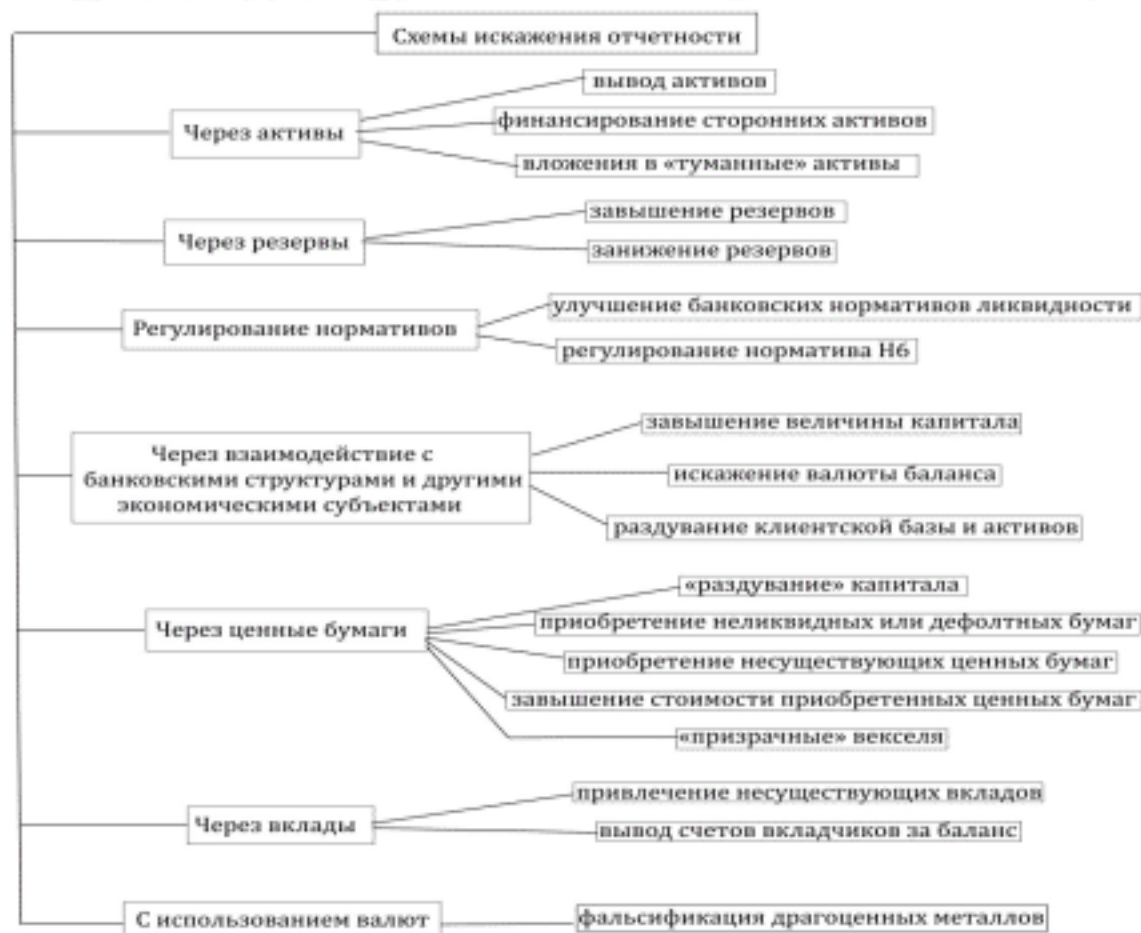 Схемы искажения отчетности
вывод активов
Через активы
финансирование сторонних активов
вложения в «туманные» активы
завышение резервов
Через резервы
занижение резервов
улучшение банковских нормативов ликвидности
Регулирование нормативов
регулирование норматива Н6
завышение величины капитала
Через взаимодействие с
банковскими структурами и другими
экономическими субъектами
искажение валюты баланса
раздувание клиентской базы и активов
«раздувание» капитала
Через ценные бумаги
приобретение неликвидных или дефолтных бумаг
приобретение несуществующих ценных бумаг
завышение стоимости приобретенных ценных бумаг
«призрачные» векселя
привлечение несуществующих вкладов
Через вклады
вывод счетов вкладчиков за баланс
С использованием валют
фальсификация драгоценных металлов